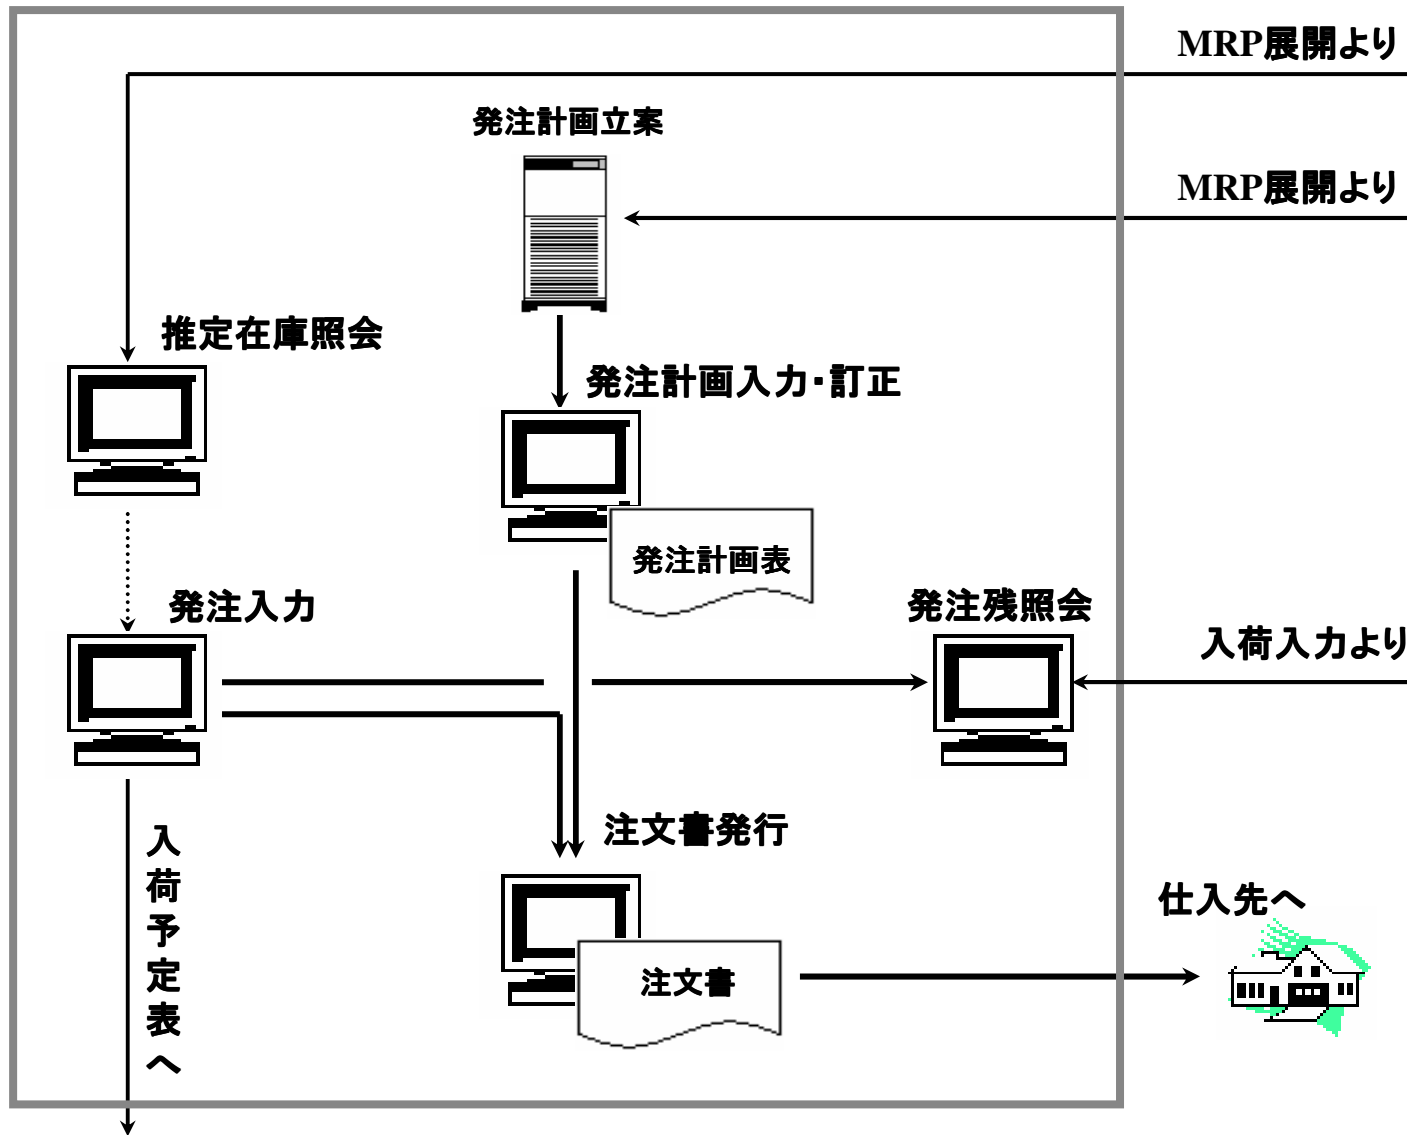 MRP展開より
発注計画立案
MRP展開より
推定在庫照会
発注計画入力・訂正
発注計画表
発注入力
発注残照会
入荷入力より
注文書発行
入荷予定表へ
仕入先へ
注文書